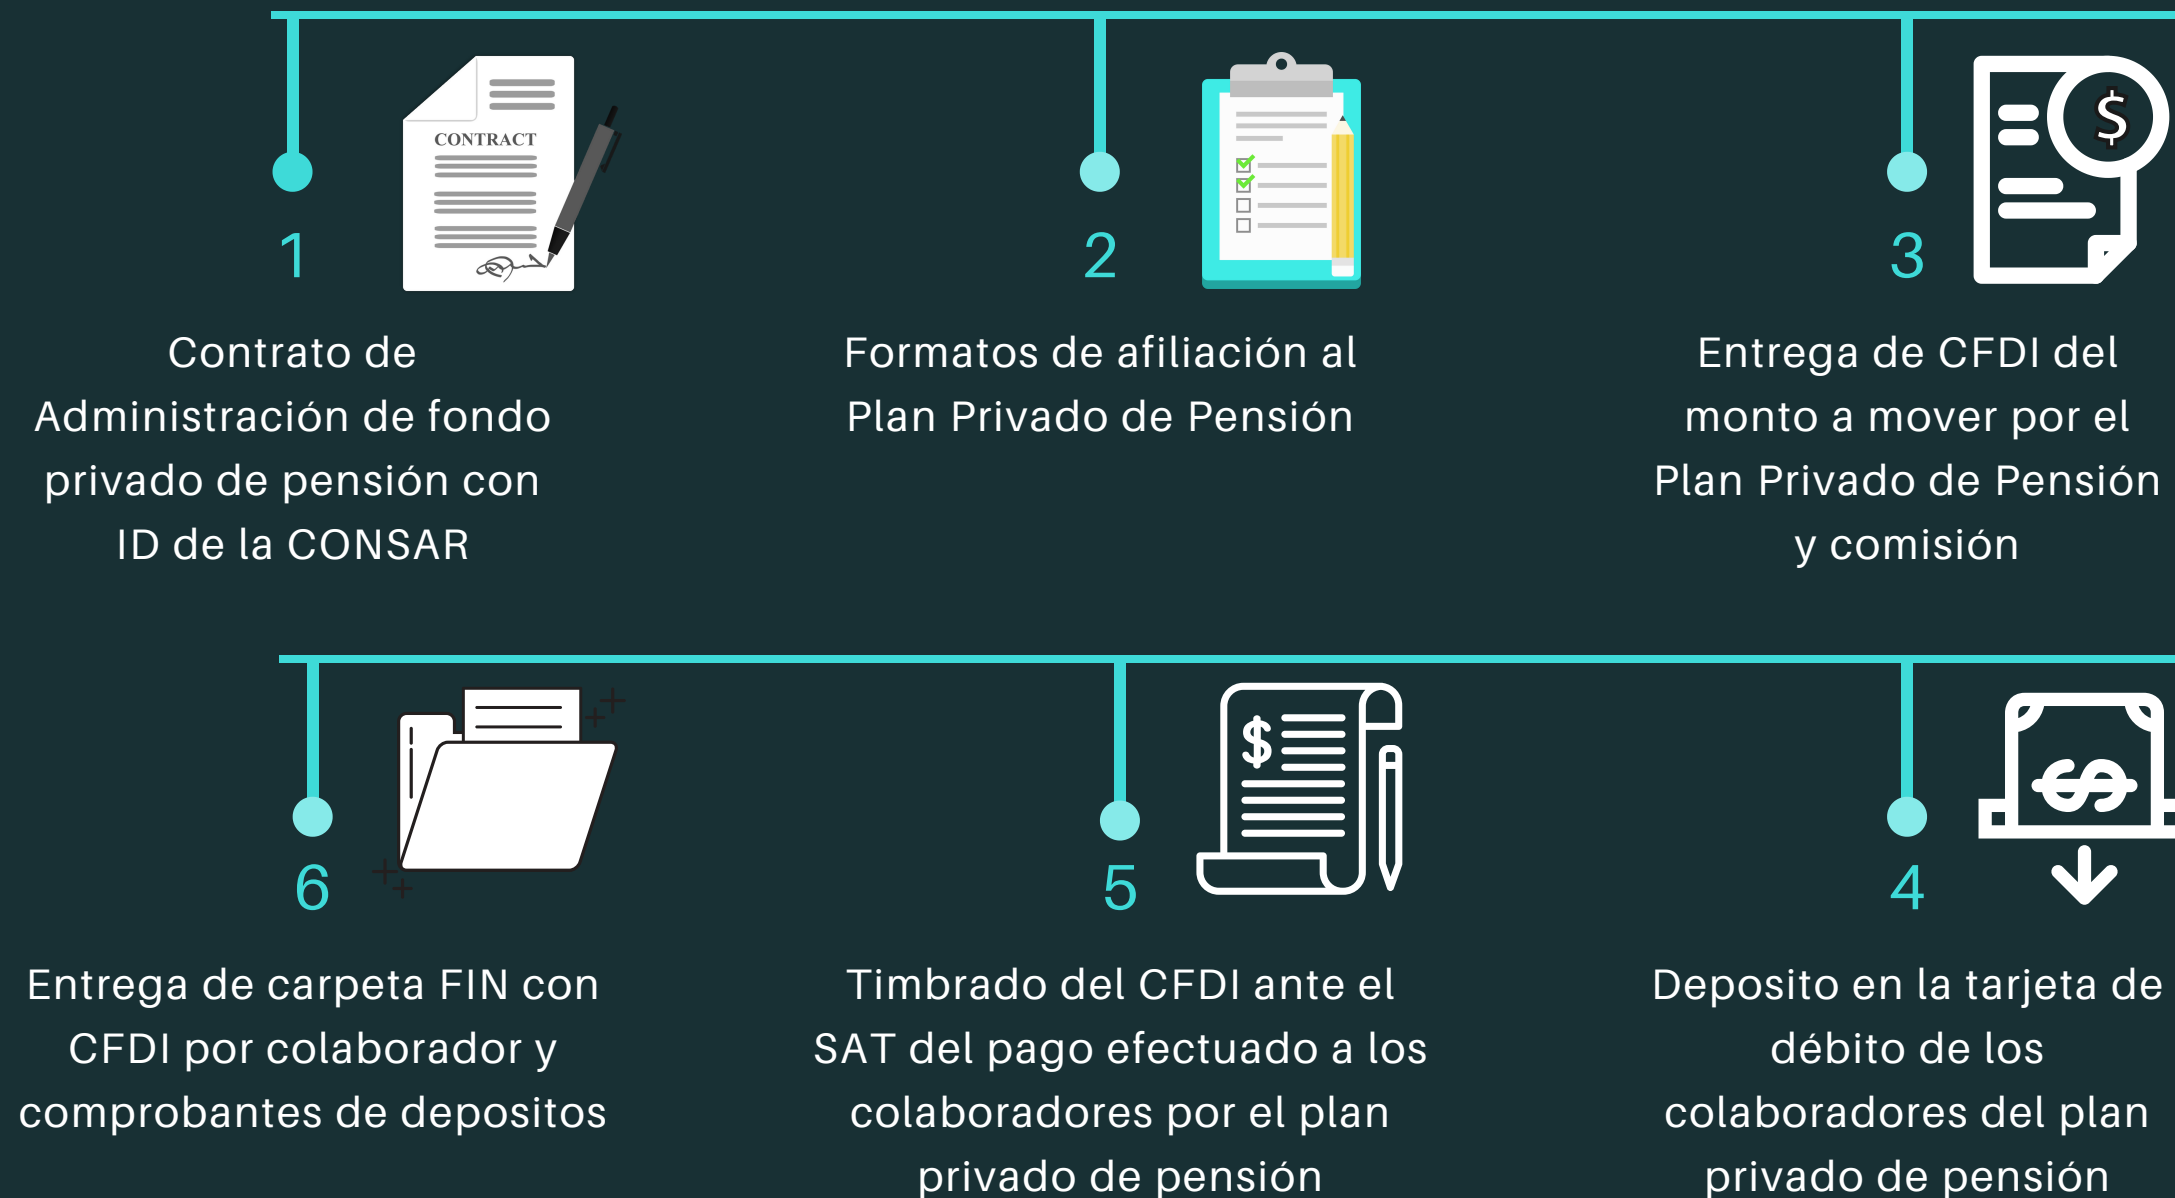 1
CONTRACT
Contrato de
Administración de fondo
privado de pensión con
ID de la CONSAR
2
Formatos de afiliación al
Plan Privado de Pensión
3
$
Entrega de CFDI del
monto a mover por el
Plan Privado de Pensión
y comisión
6
Entrega de carpeta FIN con
CFDI por colaborador y
comprobantes de depositos
5
$
Timbrado del CFDI ante el
SAT del pago efectuado a los
colaboradores por el plan
privado de pensión
4
$
Deposito en la tarjeta de
débito de los
colaboradores del plan
privado de pensión